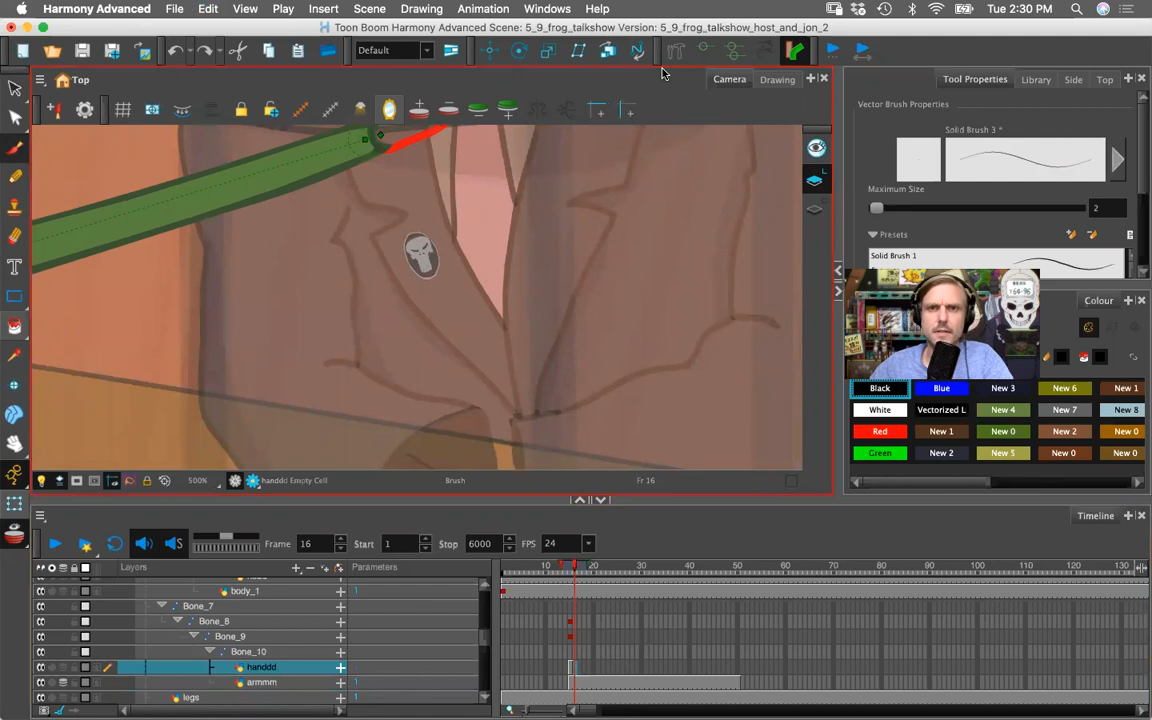 Harmony Advanced File Edit View Play Insert Scene Drawing Animation Windows Help Tue 2:30 PM
Toon Boom Harmony Advanced Scene: 5_9_frog_talkshow Version: 5_9_frog_talkshow_host_and_jon_2
Default
Top Camera Drawing Tool Properties Library Side Top
Vector Brush Properties
Solid Brush 3 *
Maximum Size
2
Presets
Solid Brush 1
Colour
Black Blue New 3 New 6 New 1
White Vectorized L New 4 New 7 New 8
Red New 1 New 0 New 2 New 0
Green New 2 New 5 New 0 New 0
500% handdd Empty Cell Brush Fr 16
Timeline
Frame 16 Start 1 Stop 6000 FPS 24
Layers Parameters 10 20 30 40 50 60 70 80 90 100 110 120 130
body_1 1
Bone_7
Bone_8
Bone_9
Bone_10
handdd
armmm 1
legs 1